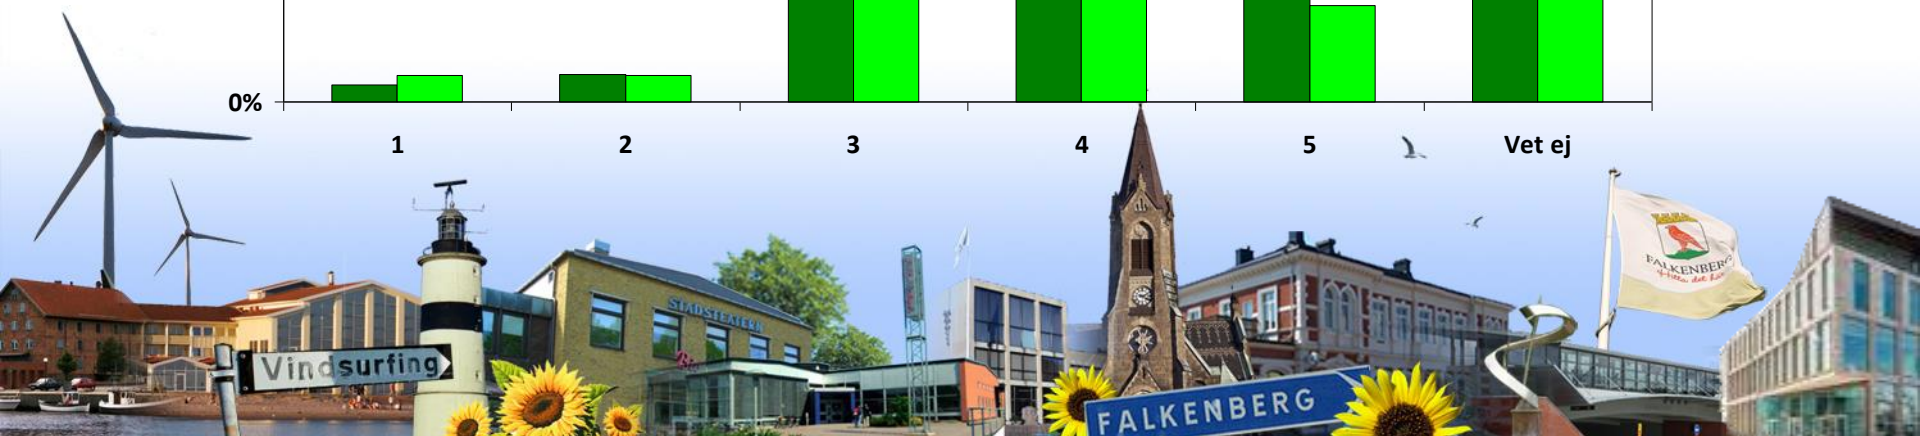 0%
1 2 3 4 5 Vet ej
STADSTEATERN
FALKENBERG
Vindsurfing
FALKENBERG